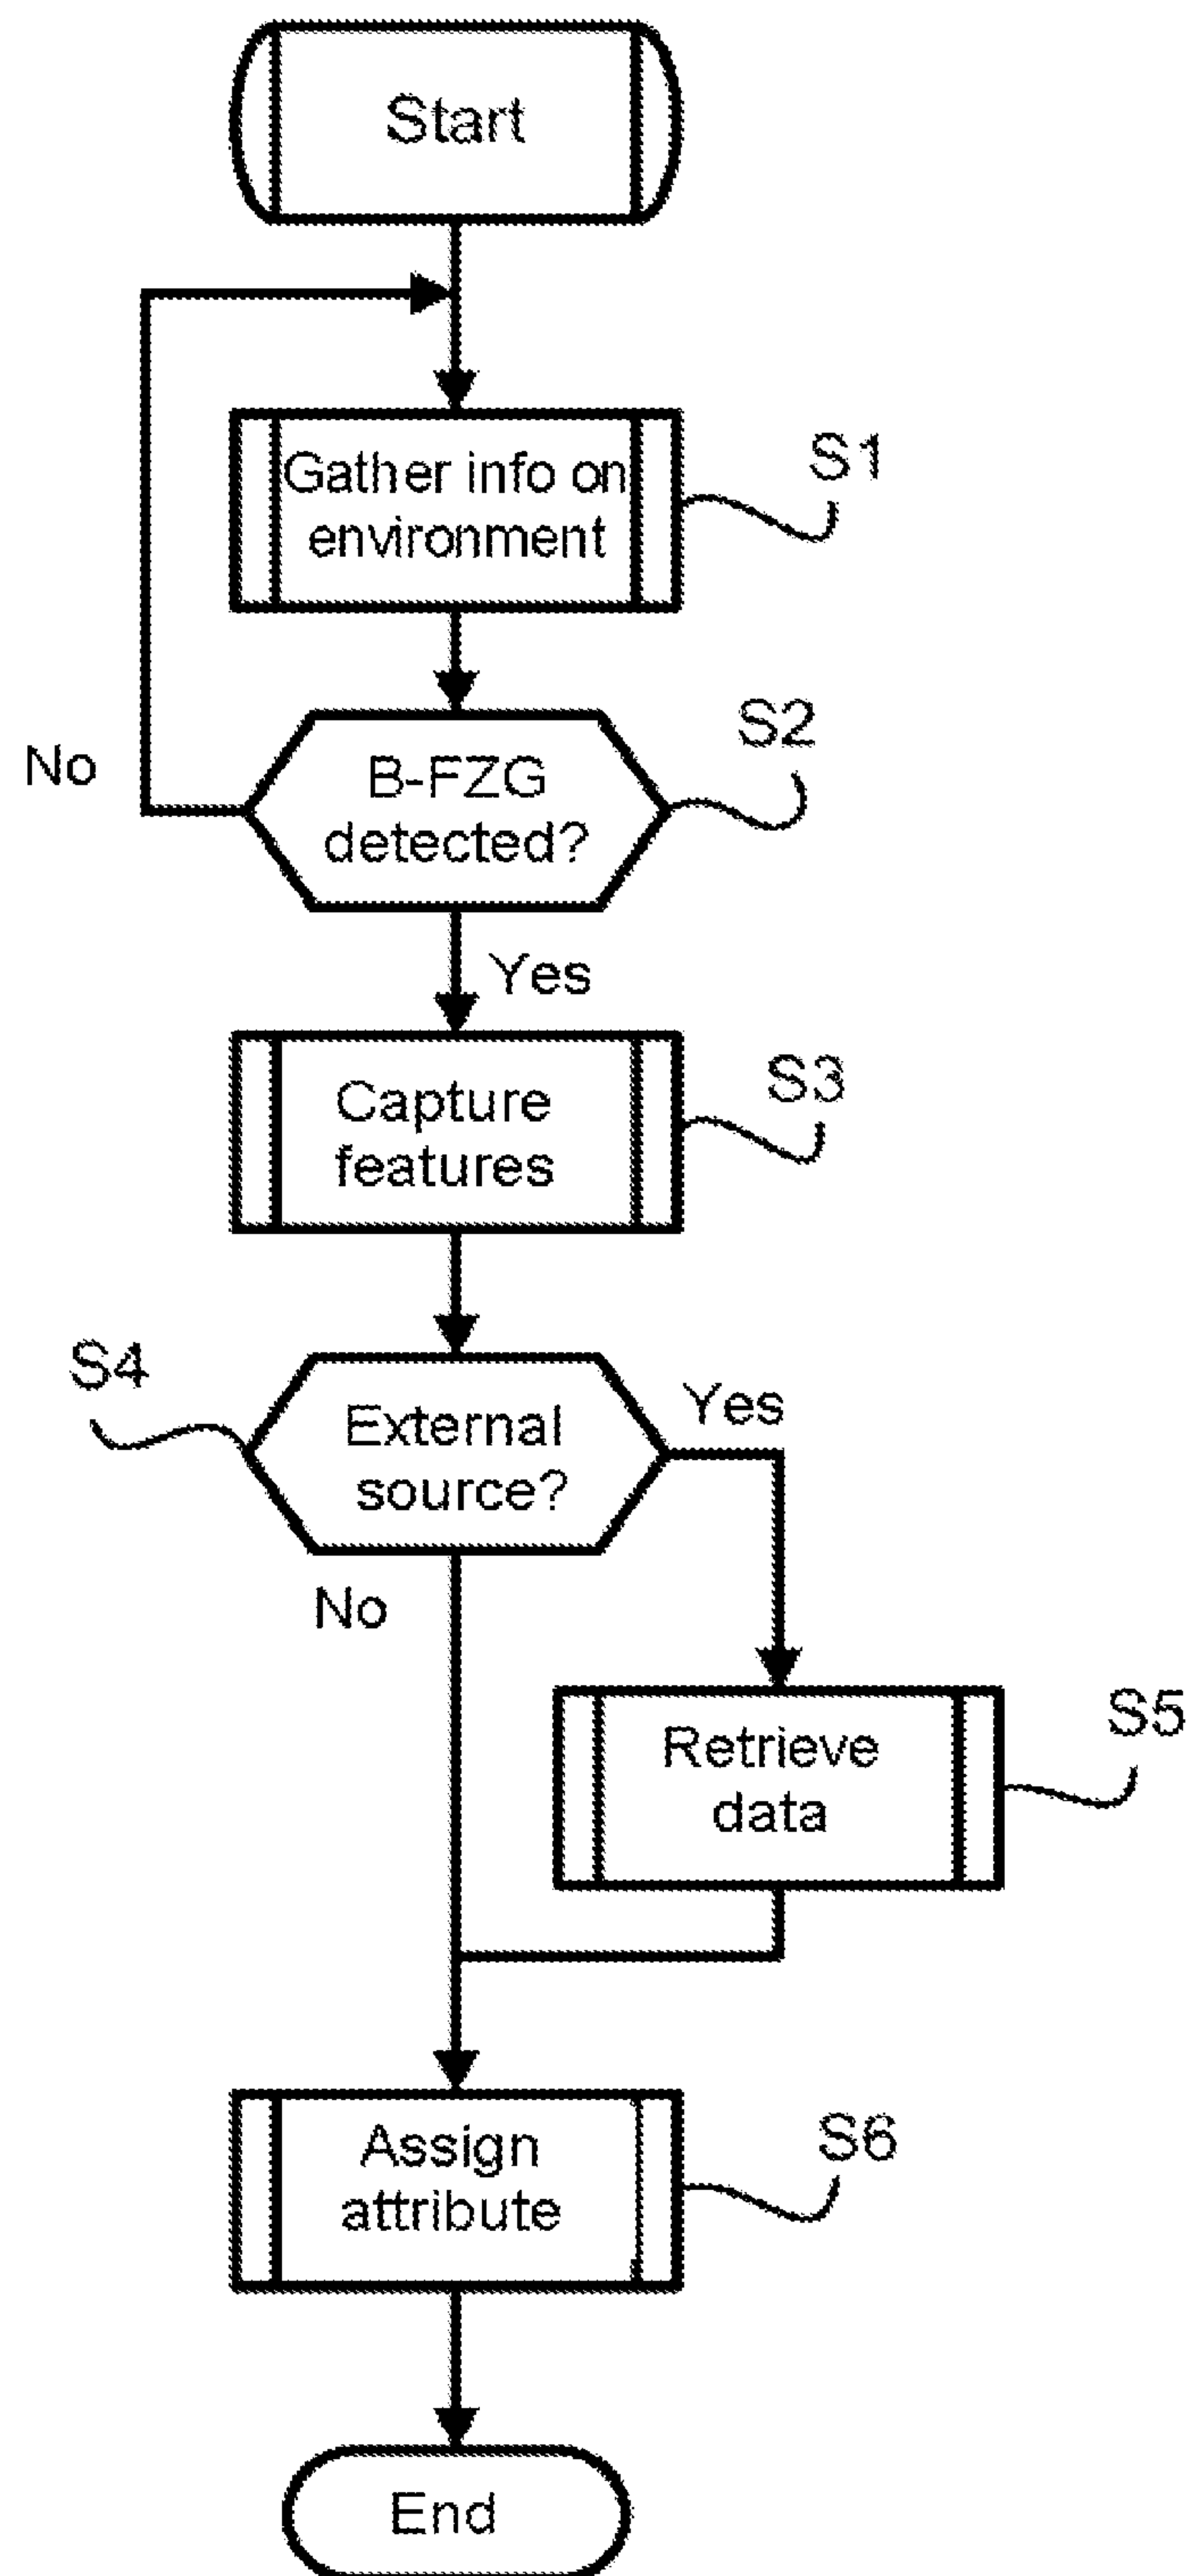 Start
Gather info on
environment
S1
B-FZG
detected?
S2
No
Yes
Capture
features
S3
S4
External
source?
Yes
No
Retrieve
data
S5
Assign
attribute
S6
End